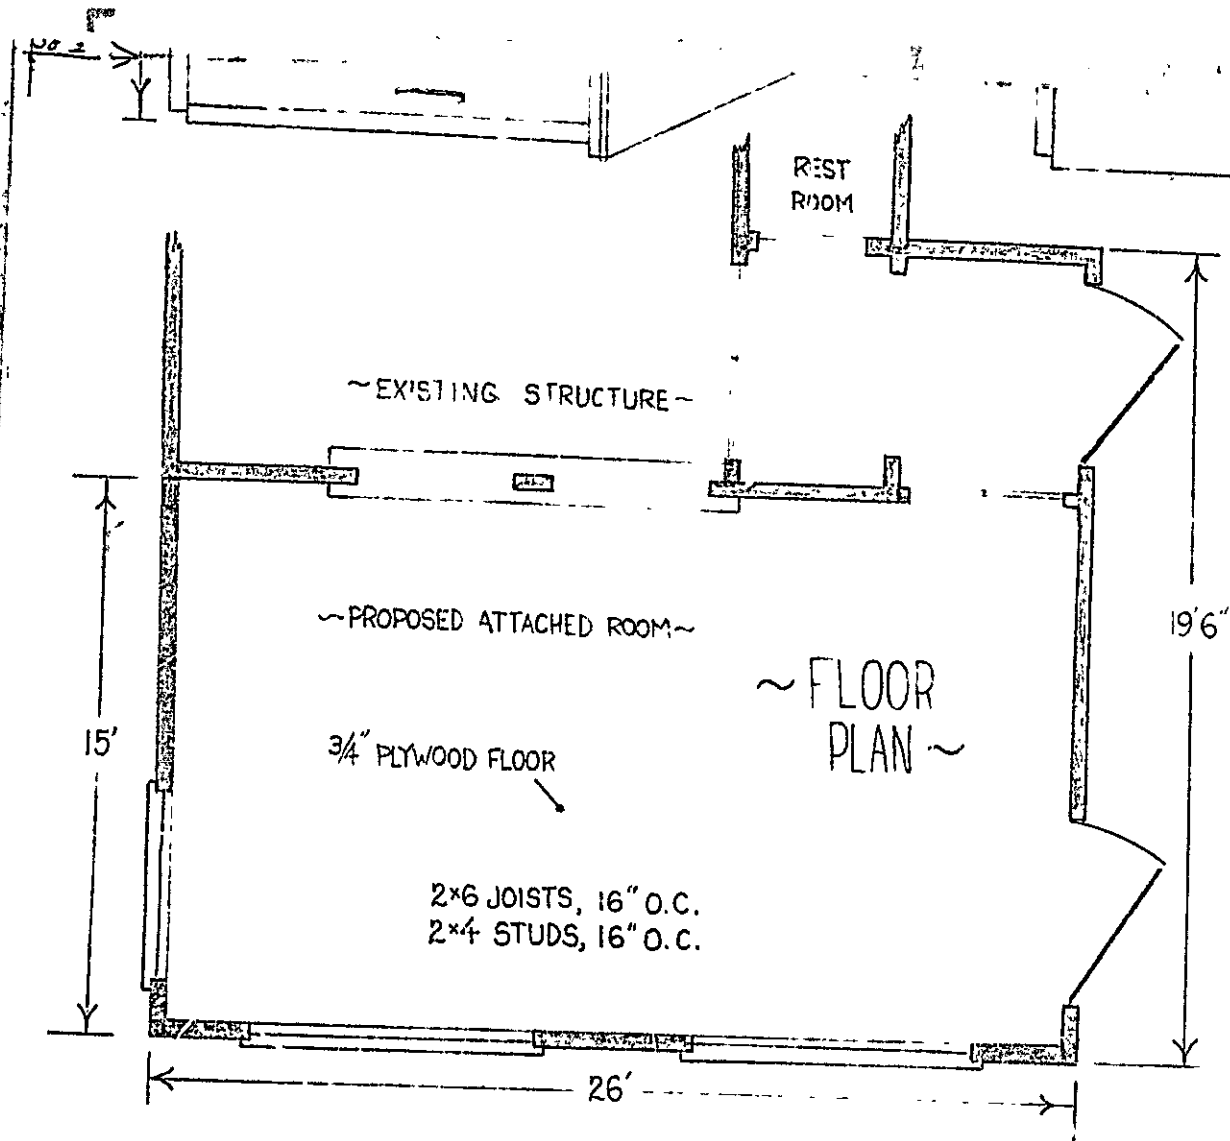 REST
ROOM
~EXISTING STRUCTURE~
~PROPOSED ATTACHED ROOM~
19'6"
~FLOOR
PLAN~
15'
3/4" PLYWOOD FLOOR
2×6 JOISTS, 16" O.C.
2×4 STUDS, 16" O.C.
26'